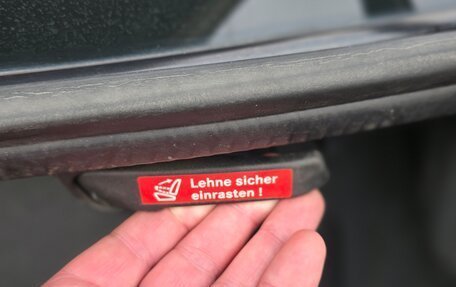 Lehne sicher
einrasten !